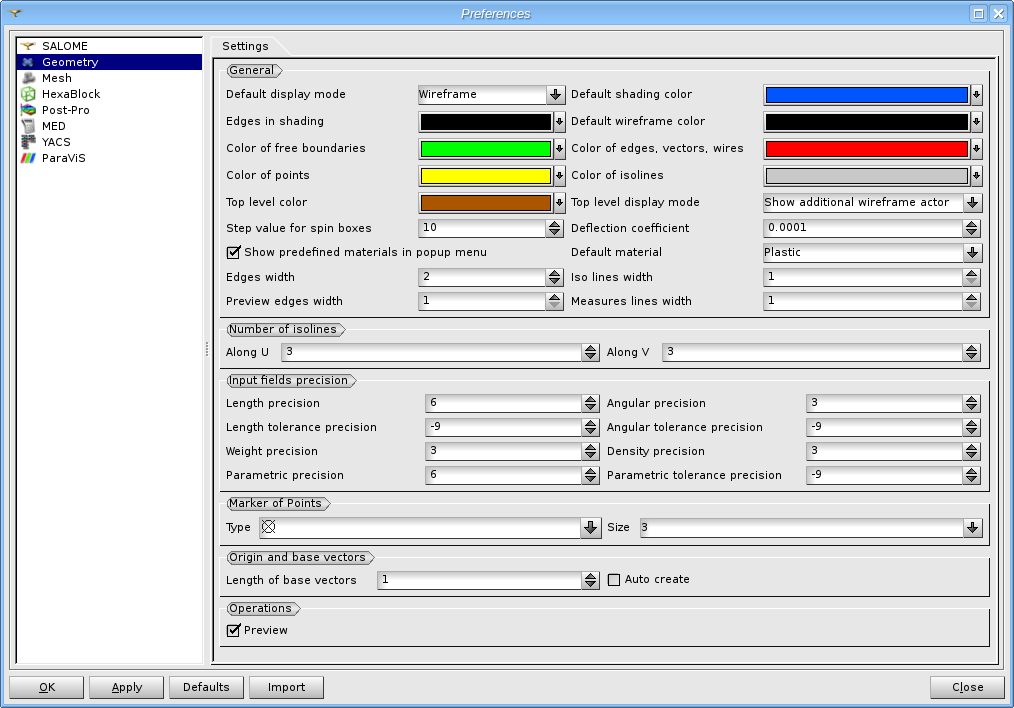 Preferences
SALOME
Geometry
Mesh
HexaBlock
Post-Pro
MED
YACS
ParaViS
Settings
General
Default display mode Wireframe Default shading color
Edges in shading Default wireframe color
Color of free boundaries Color of edges, vectors, wires
Color of points Color of isolines
Top level color Top level display mode Show additional wireframe actor
Step value for spin boxes 10 Deflection coefficient 0.0001
Show predefined materials in popup menu Default material Plastic
Edges width 2 Iso lines width 1
Preview edges width 1 Measures lines width 1
Number of isolines
Along U 3 Along V 3
Input fields precision
Length precision 6 Angular precision 3
Length tolerance precision -9 Angular tolerance precision -9
Weight precision 3 Density precision 3
Parametric precision 6 Parametric tolerance precision -9
Marker of Points
Type Size 3
Origin and base vectors
Length of base vectors 1 Auto create
Operations
Preview
OK Apply Defaults Import Close